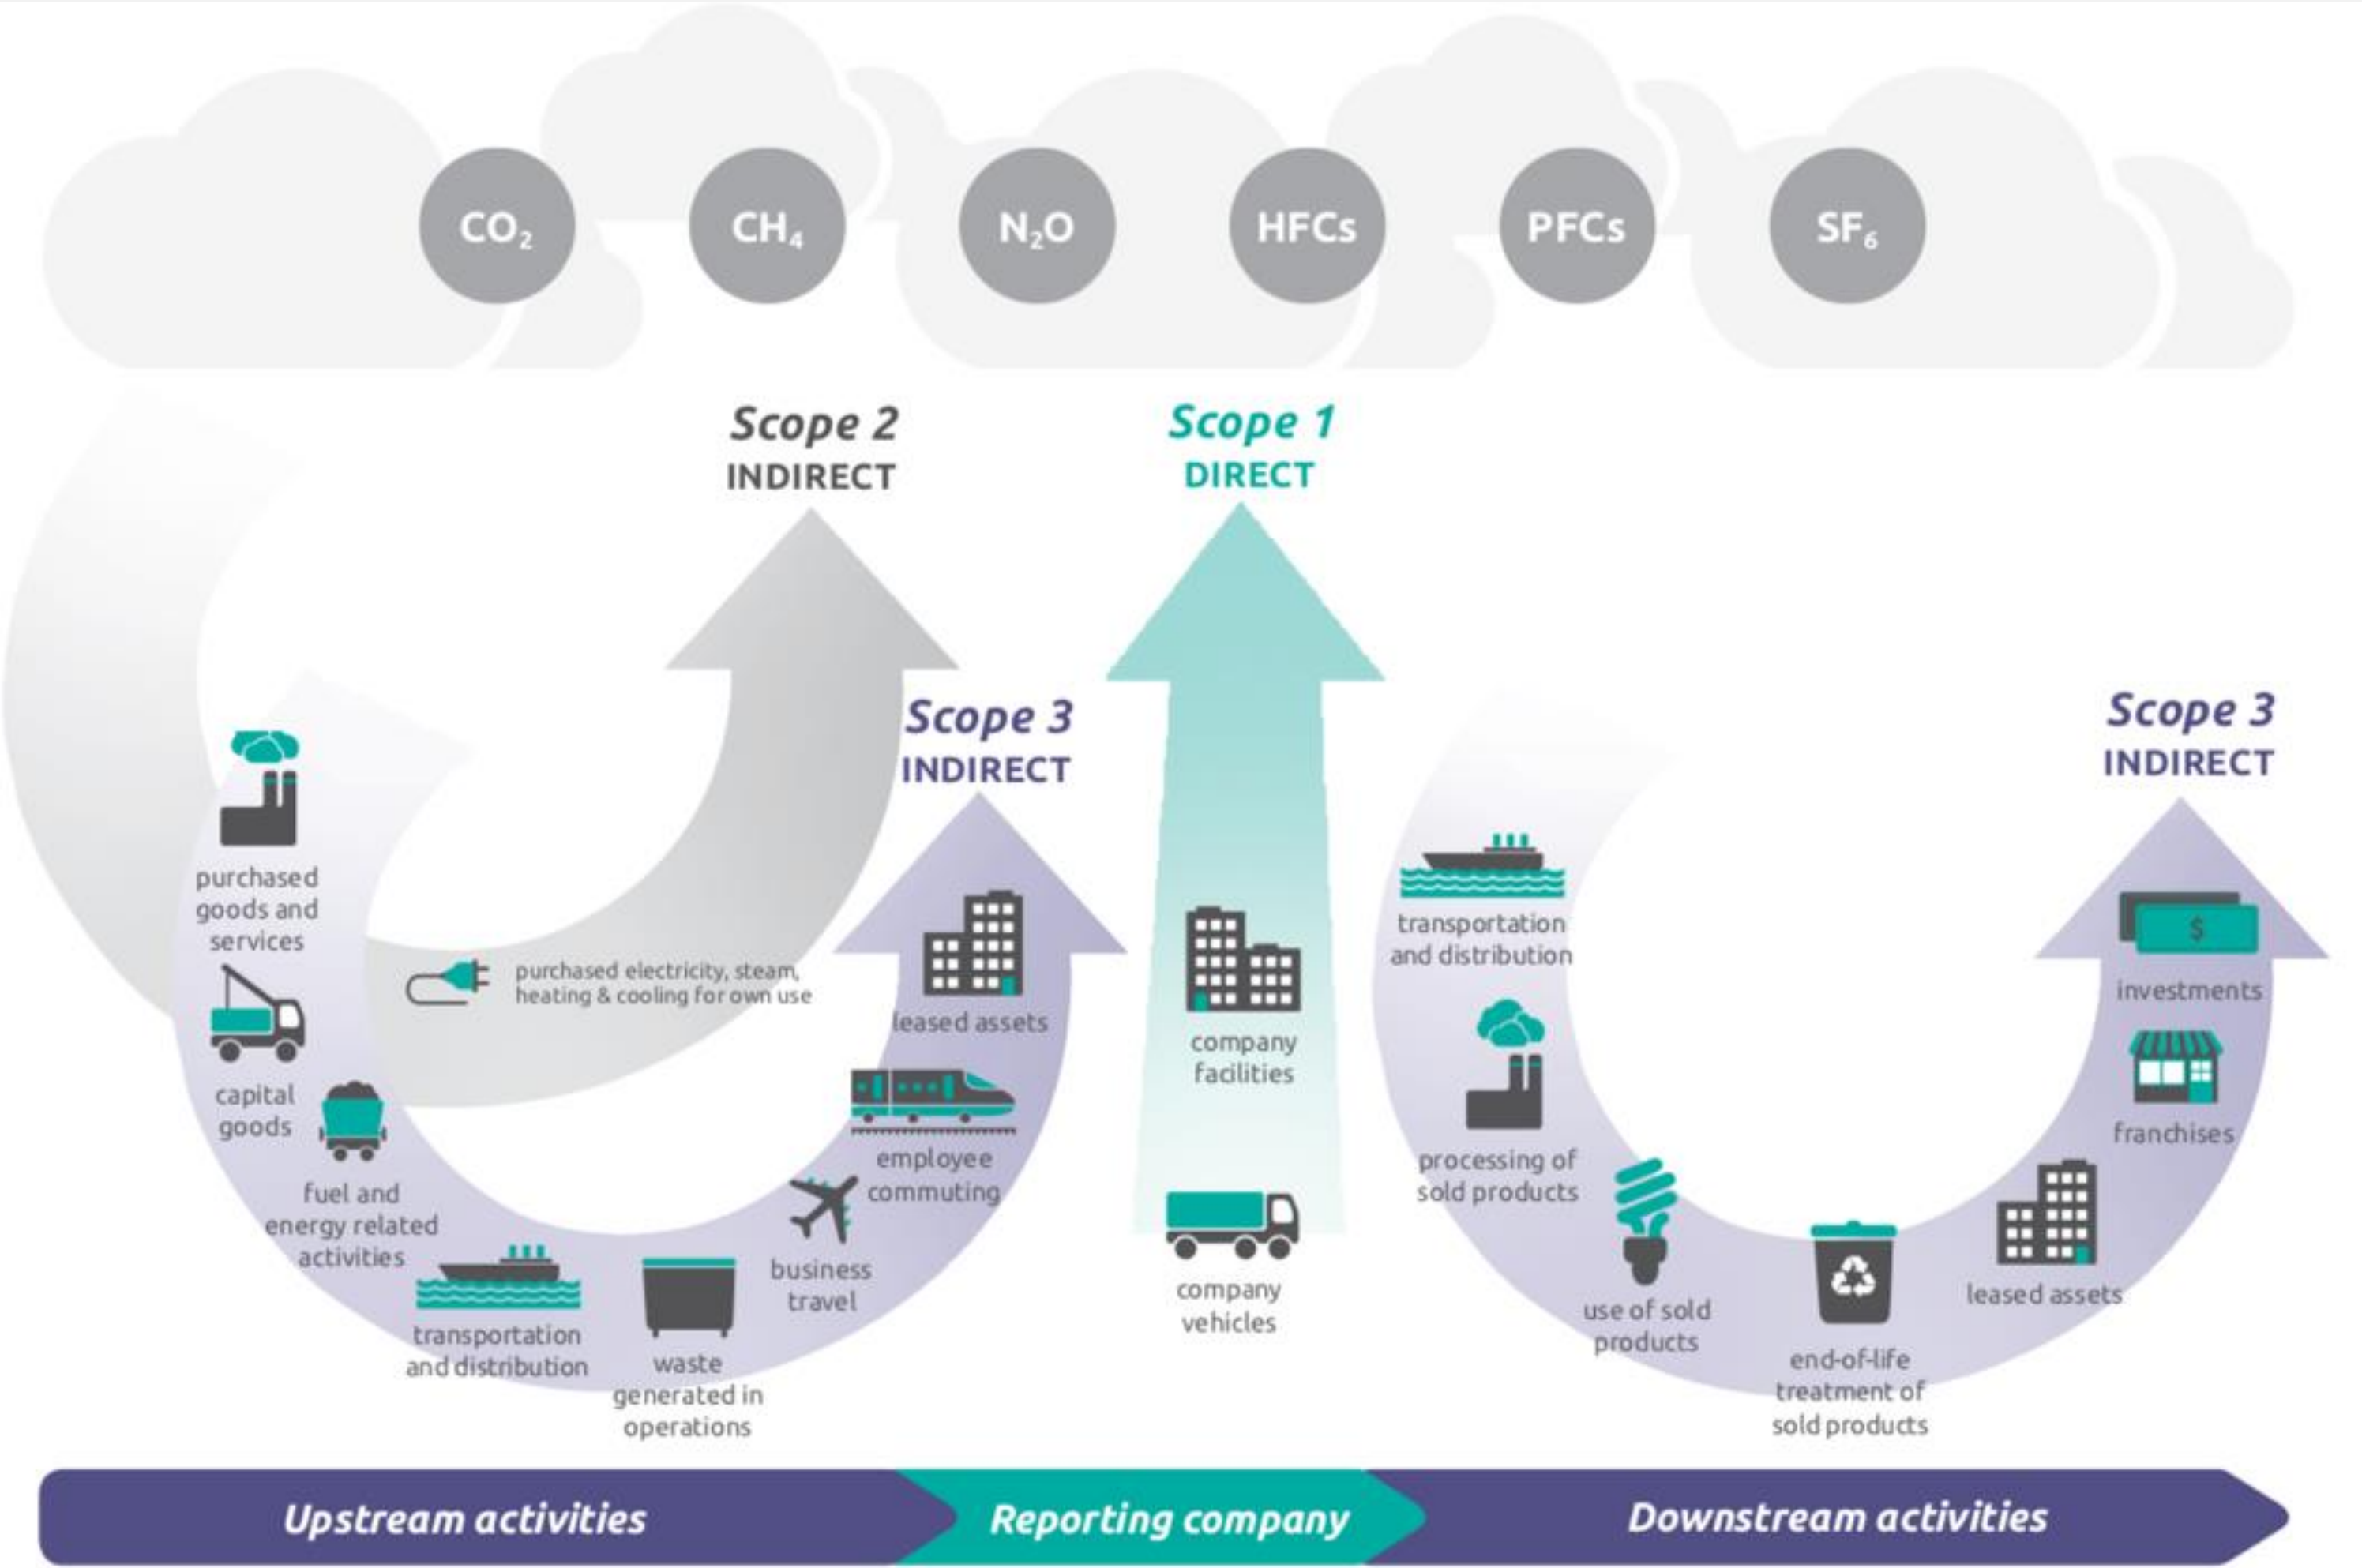 CO₂
CH₄
N₂O
HFCs
PFCs
SF₆
Scope 2
INDIRECT
Scope 1
DIRECT
Scope 3
INDIRECT
Scope 3
INDIRECT
purchased
goods and
services
capital
goods
fuel and
energy related
activities
purchased electricity, steam,
heating & cooling for own use
transportation
and distribution
waste
generated in
operations
business
travel
employee
commuting
leased assets
company
facilities
company
vehicles
transportation
and distribution
processing of
sold products
use of sold
products
end-of-life
treatment of
sold products
leased assets
franchises
$
investments
Upstream activities
Reporting company
Downstream activities